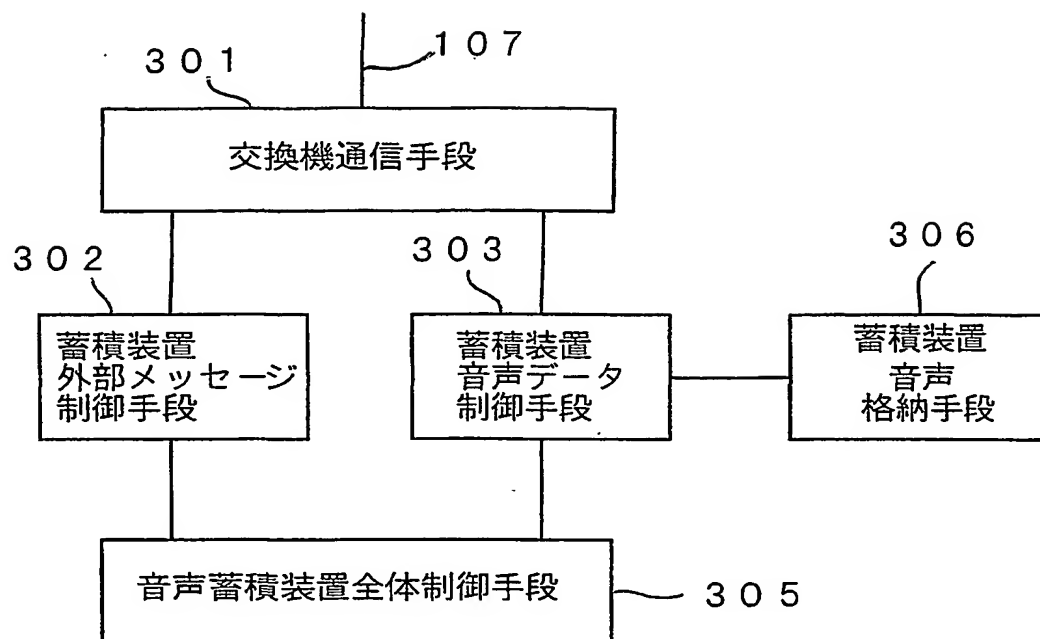 107
301
交換機通信手段
302
303
306
蓄積装置
外部メッセージ
制御手段
蓄積装置
音声データ
制御手段
蓄積装置
音声
格納手段
音声蓄積装置全体制御手段
305